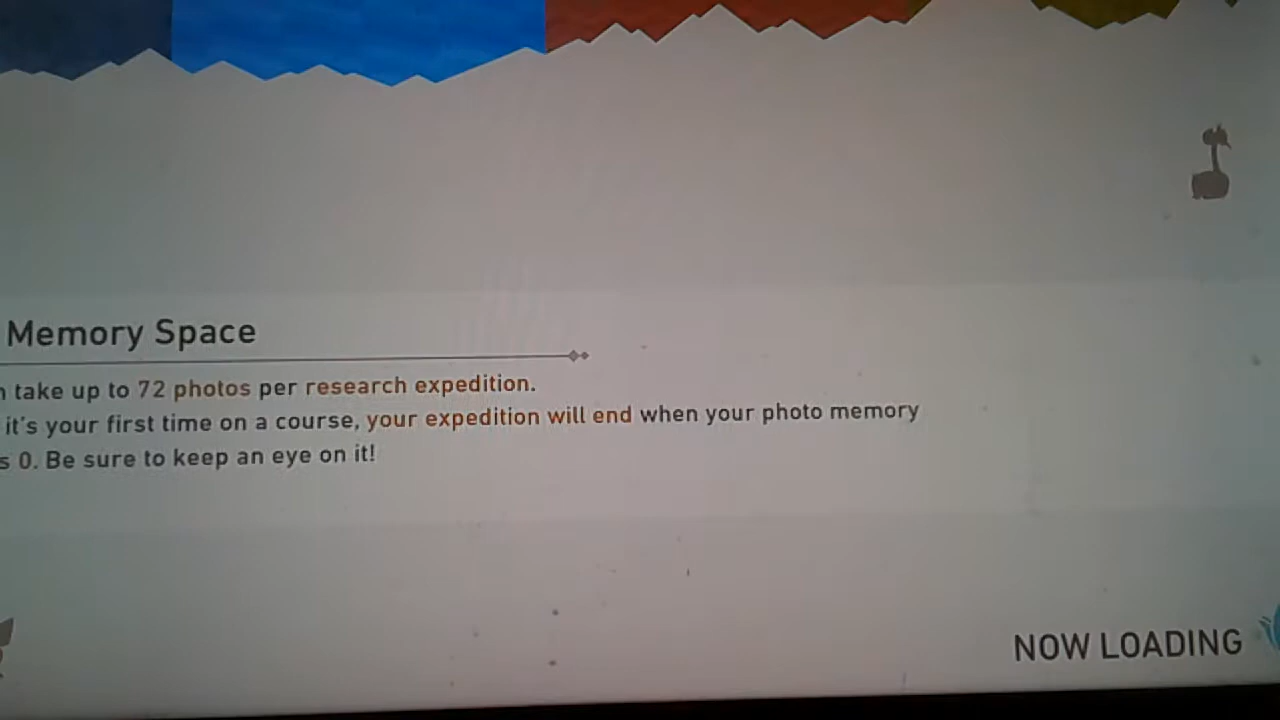 Memory Space
take up to 72 photos per research expedition.
it's your first time on a course, your expedition will end when your photo memory
0. Be sure to keep an eye on it!
NOW LOADING